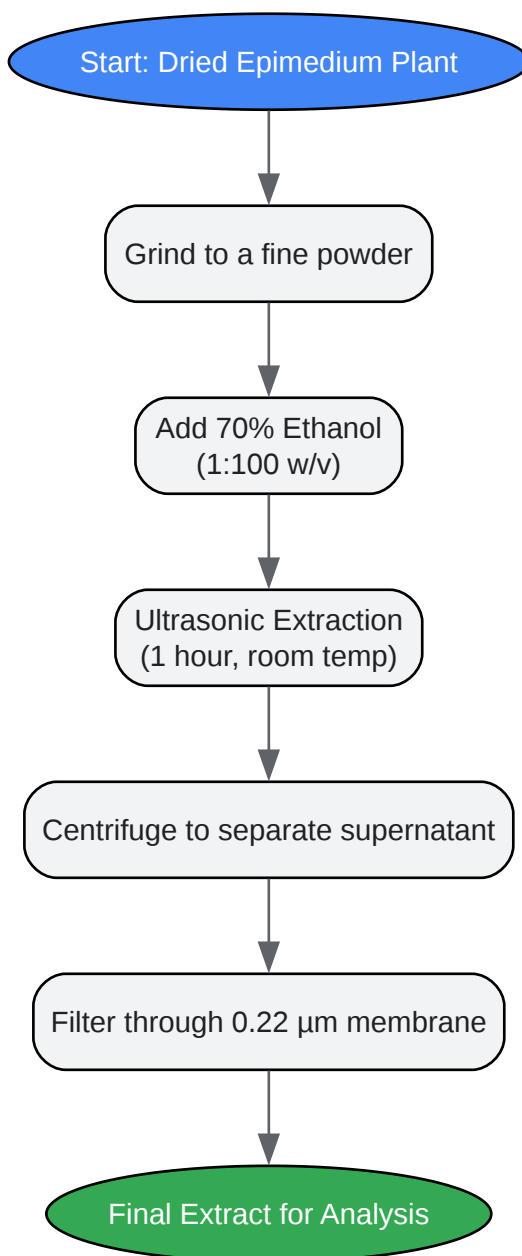 Start: Dried Epimedium Plant
Grind to a fine powder
Add 70% Ethanol
(1:100 w/v)
Ultrasonic Extraction
(1 hour, room temp)
Centrifuge to separate supernatant
Filter through 0.22 µm membrane
Final Extract for Analysis